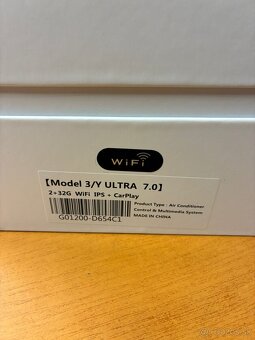 WiFi
【Model 3/Y ULTRA 7.0】
2+32G WiFi IPS + CarPlay
G01200-D654C1
Product Type : Air Conditioner
Control & Multimedia System
MADE IN CHINA